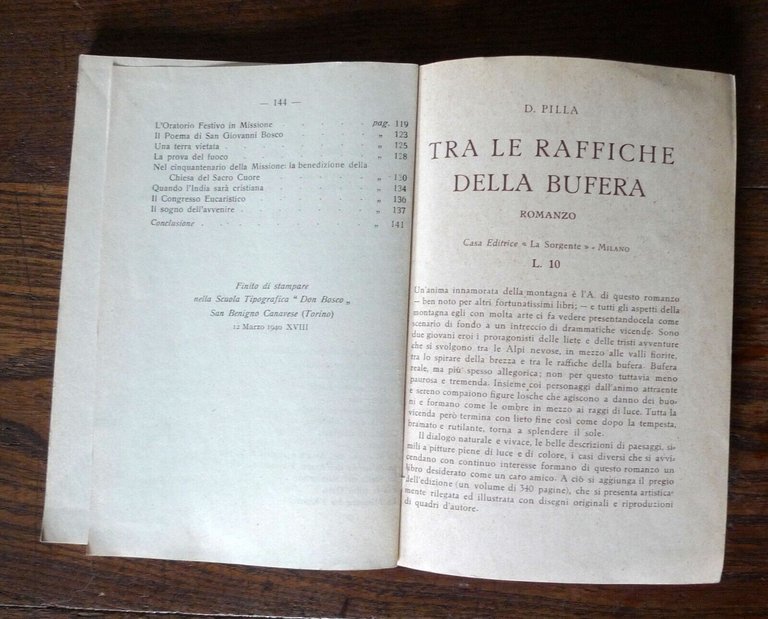 — 144 —
L'Oratorio Festivo in Missione . . . . . . pag. 119
Il Poema di San Giovanni Bosco . . . . . „ 123
Una terra vietata . . . . . . . „ 125
La prova del fuoco . . . . . . . „ 128
Nel cinquantenario della Missione: la benedizione della
Chiesa del Sacro Cuore . . . . . „ 130
Quando l'India sarà cristiana . . . . . . „ 134
Il Congresso Eucaristico . . . . . . „ 136
Il sogno dell'avvenire . . . . . . „ 137
Conclusione . . . . . . . . „ 141
Finito di stampare
nella Scuola Tipografica “ Don Bosco „
San Benigno Canavese (Torino)
12 Marzo 1940 XVIII
D. PILLA
TRA LE RAFFICHE
DELLA BUFERA
ROMANZO
Casa Editrice « La Sorgente » - MILANO
L. 10
Un'anima innamorata della montagna è l'A. di questo romanzo
— ben noto per altri fortunatissimi libri; — e tutti gli aspetti della
montagna egli con molta arte ci fa vedere presentandocela come
scenario di fondo a un intreccio di drammatiche vicende. Sono
due giovani eroi i protagonisti delle liete e delle tristi avventure
che si svolgono tra le Alpi nevose, in mezzo alle valli fiorite,
tra lo spirare della brezza e tra le raffiche della bufera. Bufera
reale, ma più spesso allegorica; non per questo tuttavia meno
paurosa e tremenda. Insieme coi personaggi dall'animo attraente
e sereno compaiono figure losche che agiscono a danno dei buo-
ni e formano come le ombre in mezzo ai raggi di luce. Tutta la
vicenda però termina con lieto fine così come dopo la tempesta,
bramato e rutilante, torna a splendere il sole.
Il dialogo naturale e vivace, le belle descrizioni di paesaggi, si-
mili a pitture piene di luce e di colore, i casi diversi che si avvi-
cendano con continuo interesse formano di questo romanzo un
libro desiderato come un caro amico. A ciò si aggiunga il pregio
dell'edizione (un volume di 340 pagine), che si presenta artistica-
mente rilegata ed illustrata con disegni originali e riproduzioni
di quadri d'autore.